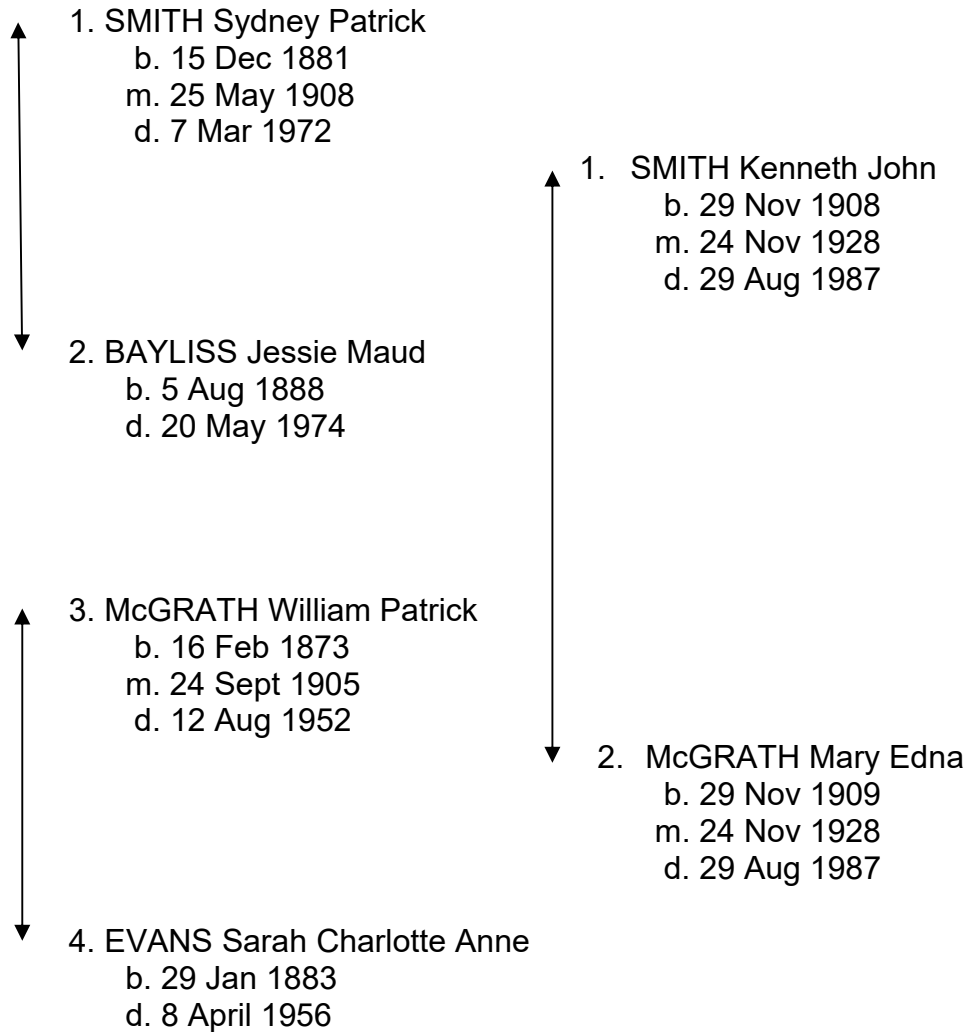 1. SMITH Sydney Patrick
b. 15 Dec 1881
m. 25 May 1908
d. 7 Mar 1972
1. SMITH Kenneth John
b. 29 Nov 1908
m. 24 Nov 1928
d. 29 Aug 1987
2. BAYLISS Jessie Maud
b. 5 Aug 1888
d. 20 May 1974
3. McGRATH William Patrick
b. 16 Feb 1873
m. 24 Sept 1905
d. 12 Aug 1952
2. McGRATH Mary Edna
b. 29 Nov 1909
m. 24 Nov 1928
d. 29 Aug 1987
4. EVANS Sarah Charlotte Anne
b. 29 Jan 1883
d. 8 April 1956